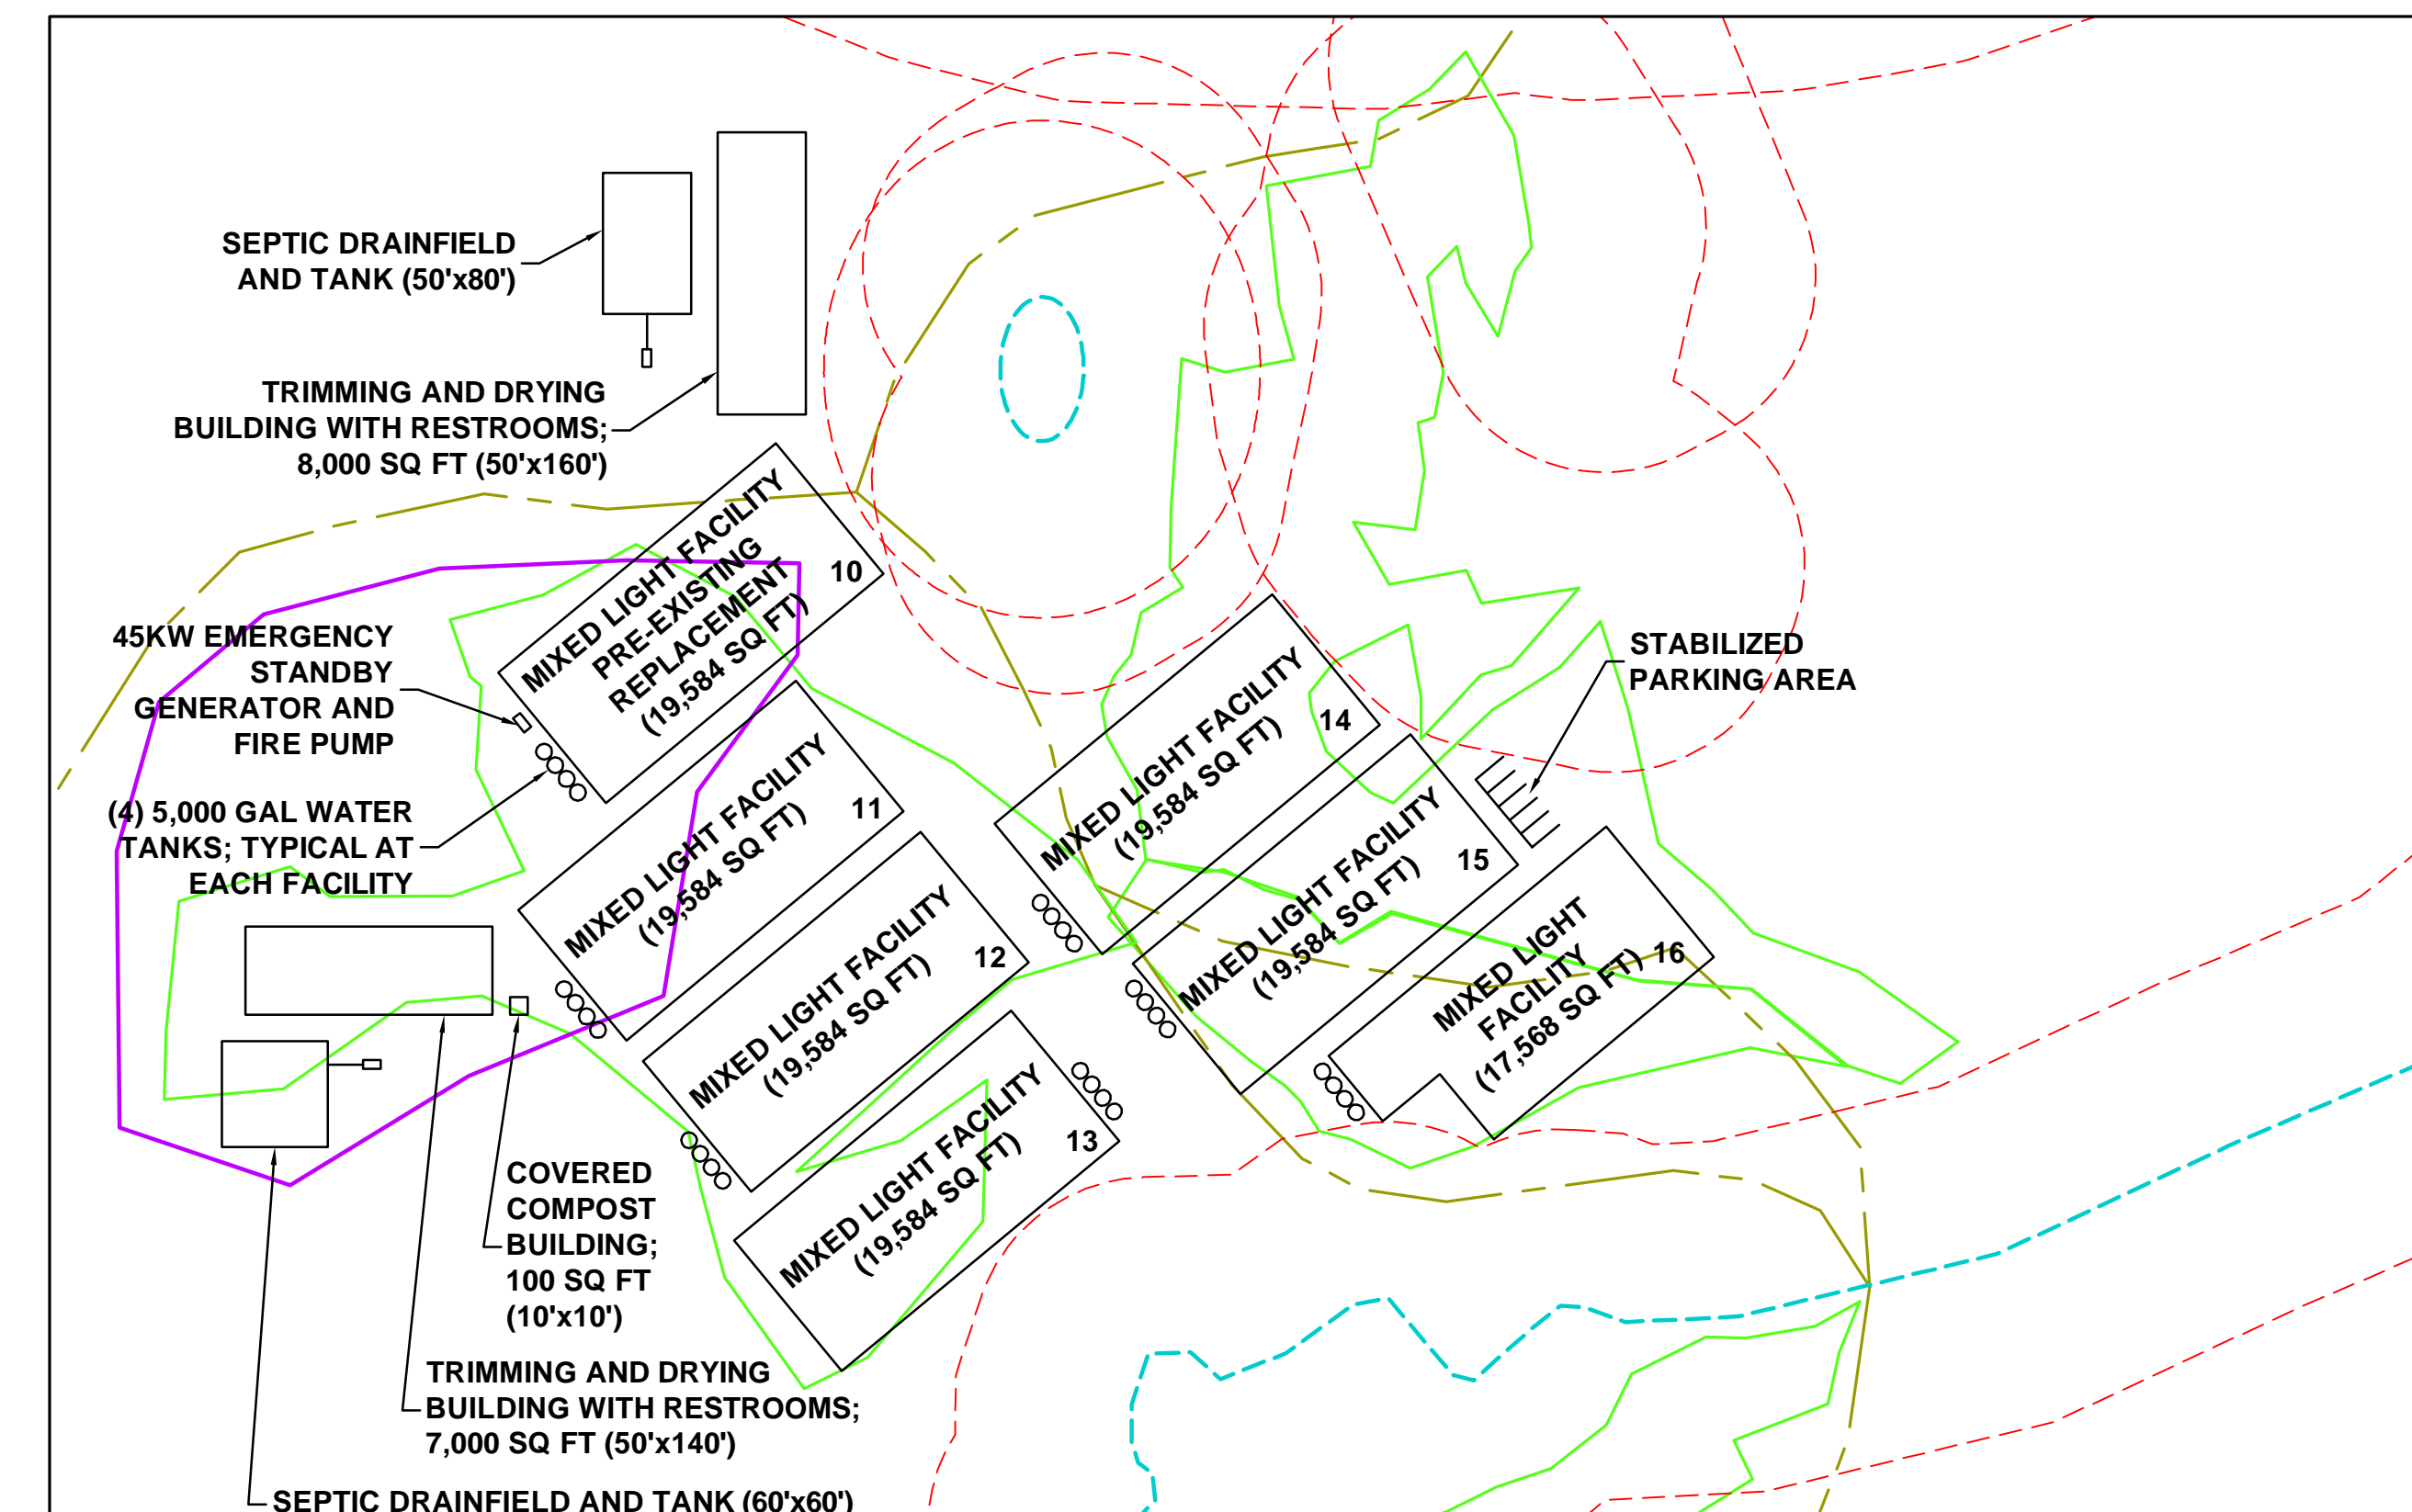 SEPTIC DRAINFIELD
AND TANK (50'x80')
TRIMMING AND DRYING
BUILDING WITH RESTROOMS;
8,000 SQ FT (50'x160')
MIXED LIGHT FACILITY
PRE-EXISTING
REPLACEMENT
(19,584 SQ FT)
10
45KW EMERGENCY
STANDBY
GENERATOR AND
FIRE PUMP
(4) 5,000 GAL WATER
TANKS; TYPICAL AT
EACH FACILITY
MIXED LIGHT FACILITY
(19,584 SQ FT)
11
MIXED LIGHT FACILITY
(19,584 SQ FT)
12
MIXED LIGHT FACILITY
(19,584 SQ FT)
13
MIXED LIGHT FACILITY
(19,584 SQ FT)
14
MIXED LIGHT FACILITY
(19,584 SQ FT)
15
MIXED LIGHT
FACILITY
(17,568 SQ FT)
16
STABILIZED
PARKING AREA
COVERED
COMPOST
BUILDING;
100 SQ FT
(10'x10')
TRIMMING AND DRYING
BUILDING WITH RESTROOMS;
7,000 SQ FT (50'x140')
SEPTIC DRAINFIELD AND TANK (60'x60')